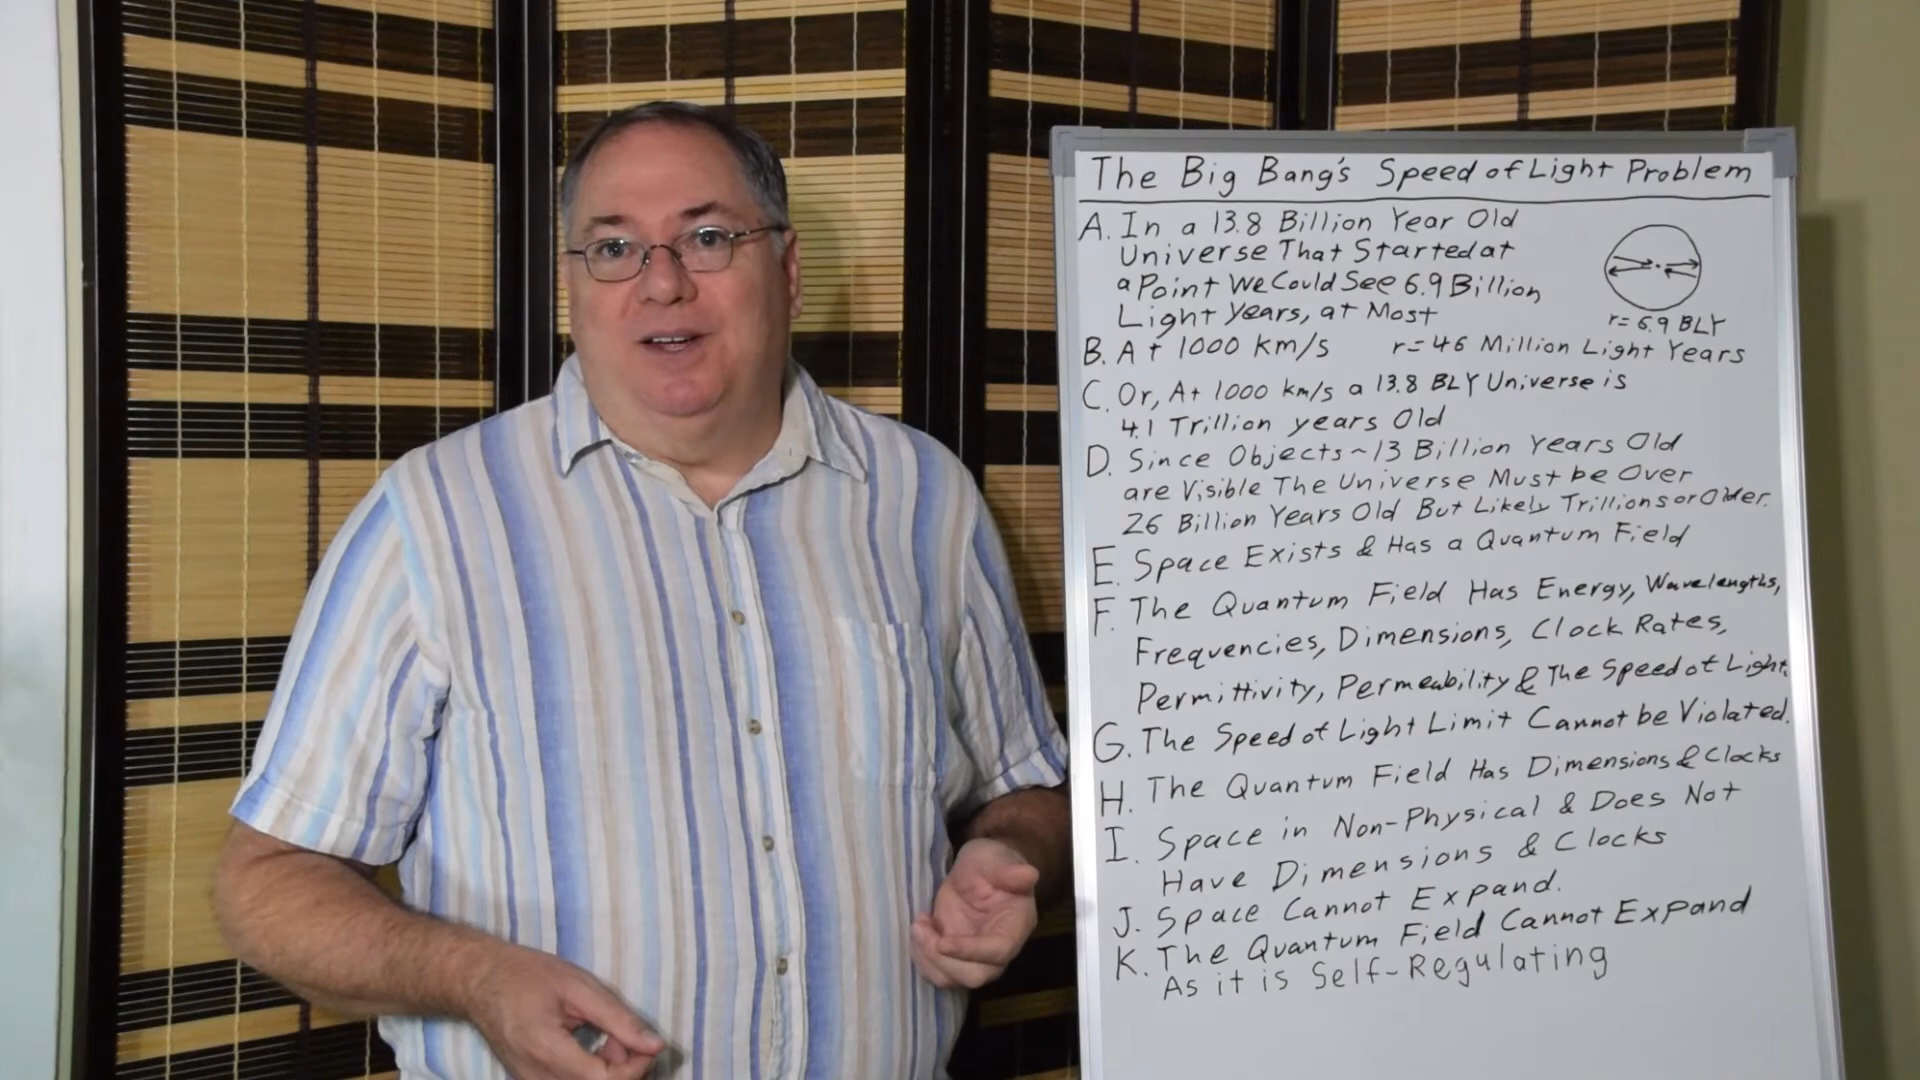 The Big Bang's Speed of Light Problem
A. In a 13.8 Billion Year Old
Universe That Started at
a Point We Could See 6.9 Billion
Light Years, at Most
r= 6.9 BLY
B. At 1000 km/s r= 46 Million Light Years
C. Or, At 1000 km/s a 13.8 BLY Universe is
4.1 Trillion years Old
D. Since Objects ~13 Billion Years Old
are Visible The Universe Must be Over
26 Billion Years Old But Likely Trillions or Older.
E. Space Exists & Has a Quantum Field
F. The Quantum Field Has Energy, Wavelengths,
Frequencies, Dimensions, Clock Rates,
Permittivity, Permeability & The Speed of Light.
G. The Speed of Light Limit Cannot be Violated.
H. The Quantum Field Has Dimensions & Clocks
I. Space in Non-Physical & Does Not
Have Dimensions & Clocks
J. Space Cannot Expand.
K. The Quantum Field Cannot Expand
As it is Self-Regulating